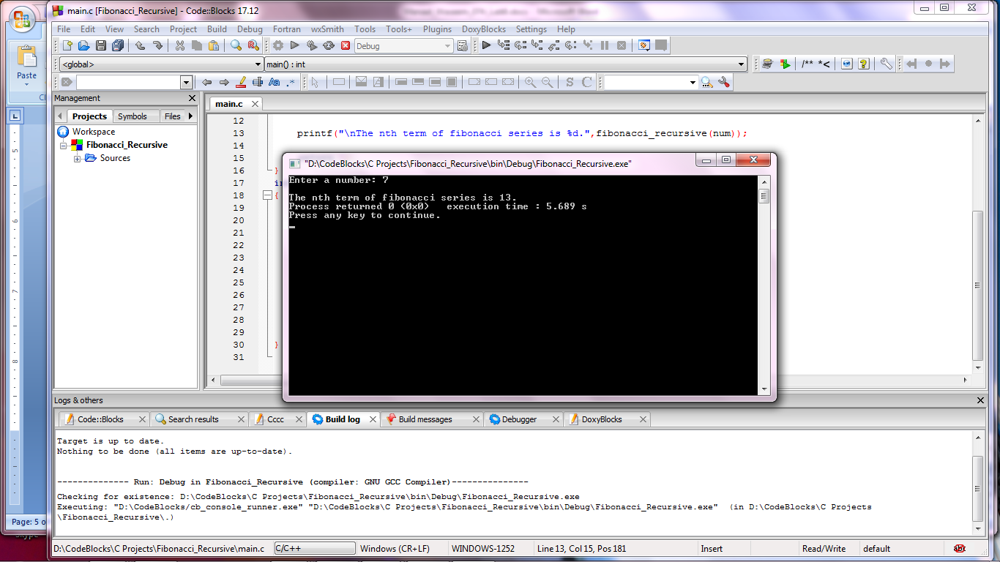 main.c [Fibonacci_Recursive] - Code::Blocks 17.12
File Edit View Search Project Build Debug Fortran wxSmith Tools Tools+ Plugins DoxyBlocks Settings Help
Debug
<global> main() : int
/** *<
Aa .*
S C
Paste
Management
main.c
Projects Symbols Files
Workspace
Fibonacci_Recursive
Sources
12
13 printf("\nThe nth term of fibonacci series is %d.",fibonacci_recursive(num));
14
15
16 }
17 in
18 {
19
20
21
22
23
24
25
26
27
28
29
30 }
31
"D:\CodeBlocks\C Projects\Fibonacci_Recursive\bin\Debug\Fibonacci_Recursive.exe"
Enter a number: 7
The nth term of fibonacci series is 13.
Process returned 0 (0x0)   execution time : 5.689 s
Press any key to continue.
L
5
6
7
8
Page: 5 o
Logs & others
Code::Blocks Search results Cccc Build log Build messages Debugger DoxyBlocks
Target is up to date.
Nothing to be done (all items are up-to-date).
-------------- Run: Debug in Fibonacci_Recursive (compiler: GNU GCC Compiler)---------------
Checking for existence: D:\CodeBlocks\C Projects\Fibonacci_Recursive\bin\Debug\Fibonacci_Recursive.exe
Executing: "D:\CodeBlocks/cb_console_runner.exe" "D:\CodeBlocks\C Projects\Fibonacci_Recursive\bin\Debug\Fibonacci_Recursive.exe"  (in D:\CodeBlocks\C Projects
\Fibonacci_Recursive\.)
D:\CodeBlocks\C Projects\Fibonacci_Recursive\main.c C/C++ Windows (CR+LF) WINDOWS-1252 Line 13, Col 15, Pos 181 Insert Read/Write default